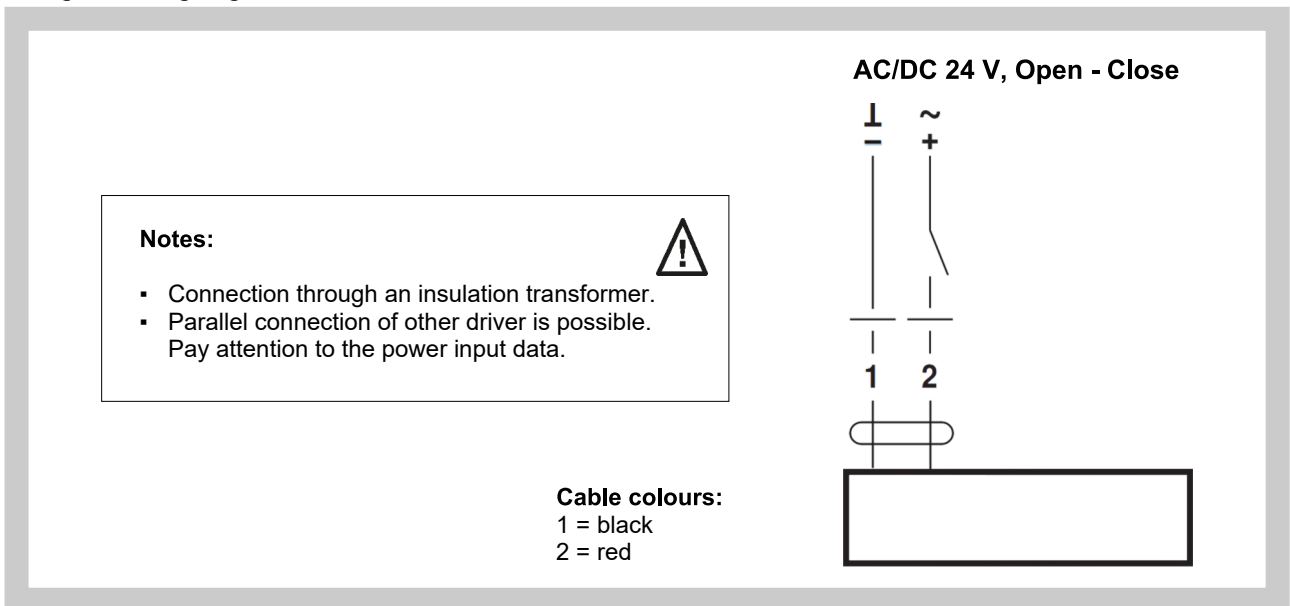 AC/DC 24 V, Open - Close
⊥ ~
− +
Notes:
▪ Connection through an insulation transformer.
▪ Parallel connection of other driver is possible.
Pay attention to the power input data.
1 2
Cable colours:
1 = black
2 = red